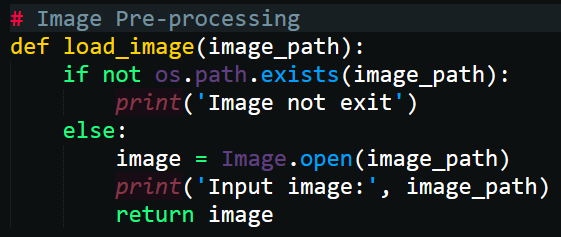 # Image Pre-processing
def load_image(image_path):
    if not os.path.exists(image_path):
        print('Image not exit')
    else:
        image = Image.open(image_path)
        print('Input image:', image_path)
        return image